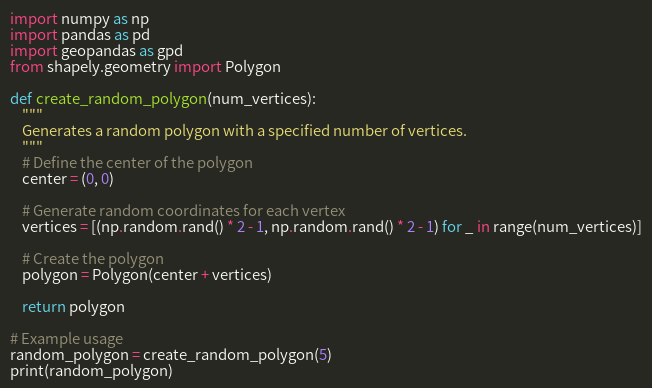 import numpy as np
import pandas as pd
import geopandas as gpd
from shapely.geometry import Polygon
def create_random_polygon(num_vertices):
"""
Generates a random polygon with a specified number of vertices.
"""
# Define the center of the polygon
center = (0, 0)
# Generate random coordinates for each vertex
vertices = [(np.random.rand() * 2 - 1, np.random.rand() * 2 - 1) for _ in range(num_vertices)]
# Create the polygon
polygon = Polygon(center + vertices)
return polygon
# Example usage
random_polygon = create_random_polygon(5)
print(random_polygon)